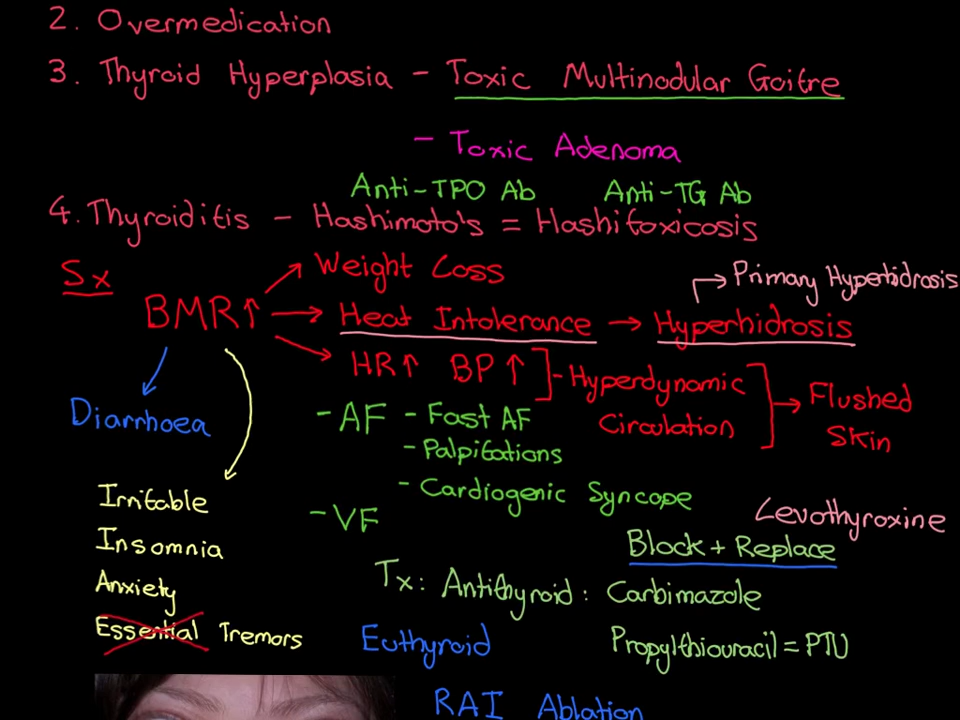 2. Overmedication
3. Thyroid Hyperplasia - Toxic Multinodular Goitre
- Toxic Adenoma
Anti-TPO Ab Anti-TG Ab
4. Thyroiditis - Hashimoto's = Hashitoxicosis
Sx
BMR↑ → Weight Loss
→ Heat Intolerance → Hyperhidrosis
→ Primary Hyperhidrosis
→ HR↑ BP↑ ] - Hyperdynamic Circulation ] → Flushed Skin
Diarrhoea
- AF - Fast AF
- Palpitations
- Cardiogenic Syncope
- VF
Irritable
Insomnia
Anxiety
Essential Tremors
Levothyroxine
Block + Replace
Tx: Antithyroid: Carbimazole
Propylthiouracil = PTU
Euthyroid
RAI Ablation